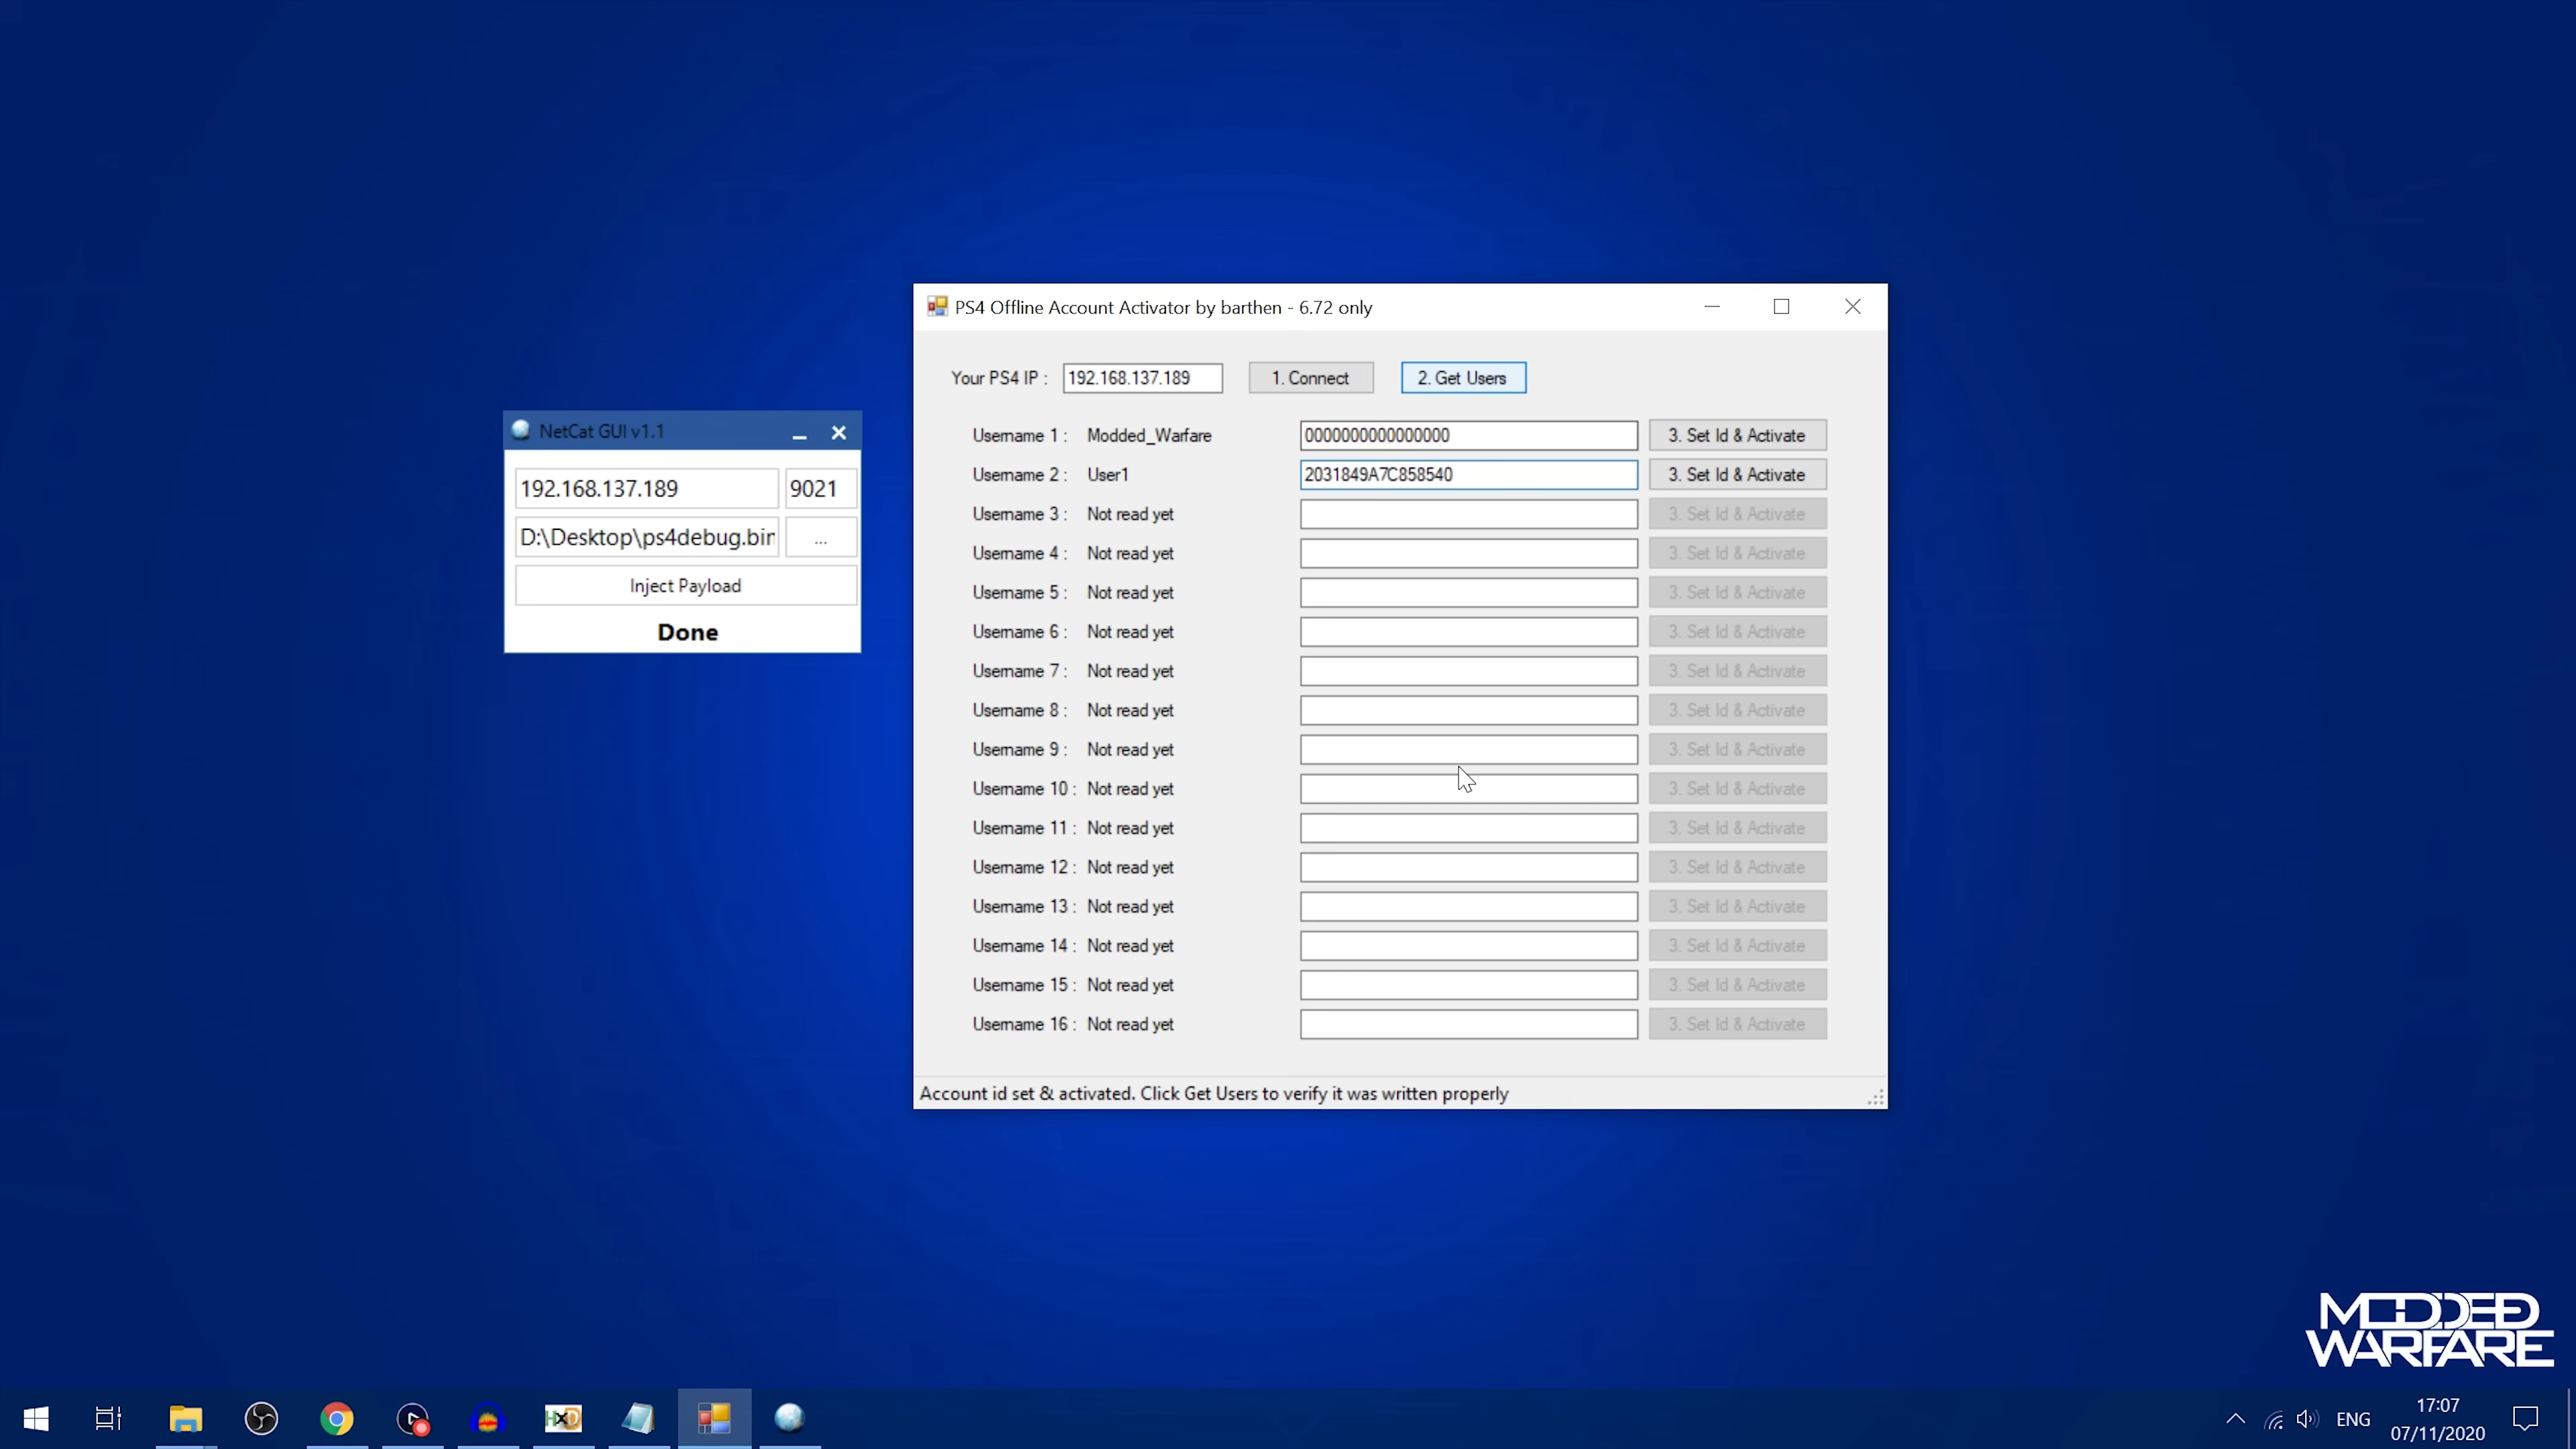 PS4 Offline Account Activator by barthen - 6.72 only
Your PS4 IP : 192.168.137.189 1. Connect 2. Get Users
Username 1 : Modded_Warfare 0000000000000000 3. Set Id & Activate
Username 2 : User1 2031849A7C858540 3. Set Id & Activate
Username 3 : Not read yet 3. Set Id & Activate
Username 4 : Not read yet 3. Set Id & Activate
Username 5 : Not read yet 3. Set Id & Activate
Username 6 : Not read yet 3. Set Id & Activate
Username 7 : Not read yet 3. Set Id & Activate
Username 8 : Not read yet 3. Set Id & Activate
Username 9 : Not read yet 3. Set Id & Activate
Username 10 : Not read yet 3. Set Id & Activate
Username 11 : Not read yet 3. Set Id & Activate
Username 12 : Not read yet 3. Set Id & Activate
Username 13 : Not read yet 3. Set Id & Activate
Username 14 : Not read yet 3. Set Id & Activate
Username 15 : Not read yet 3. Set Id & Activate
Username 16 : Not read yet 3. Set Id & Activate
Account id set & activated. Click Get Users to verify it was written properly
NetCat GUI v1.1
192.168.137.189 9021
D:\Desktop\ps4debug.bin ...
Inject Payload
Done
MODDED
WARFARE
HxD
ENG
17:07
07/11/2020